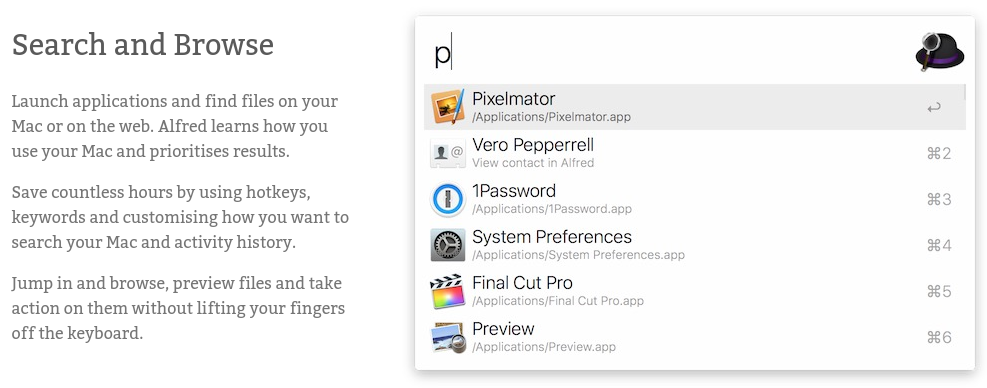 Search and Browse
Launch applications and find files on your
Mac or on the web. Alfred learns how you
use your Mac and prioritises results.
Save countless hours by using hotkeys,
keywords and customising how you want to
search your Mac and activity history.
Jump in and browse, preview files and take
action on them without lifting your fingers
off the keyboard.
p
Pixelmator
/Applications/Pixelmator.app
↩
Vero Pepperrell
View contact in Alfred
⌘2
1Password
/Applications/1Password.app
⌘3
System Preferences
/Applications/System Preferences.app
⌘4
Final Cut Pro
/Applications/Final Cut Pro.app
⌘5
Preview
/Applications/Preview.app
⌘6